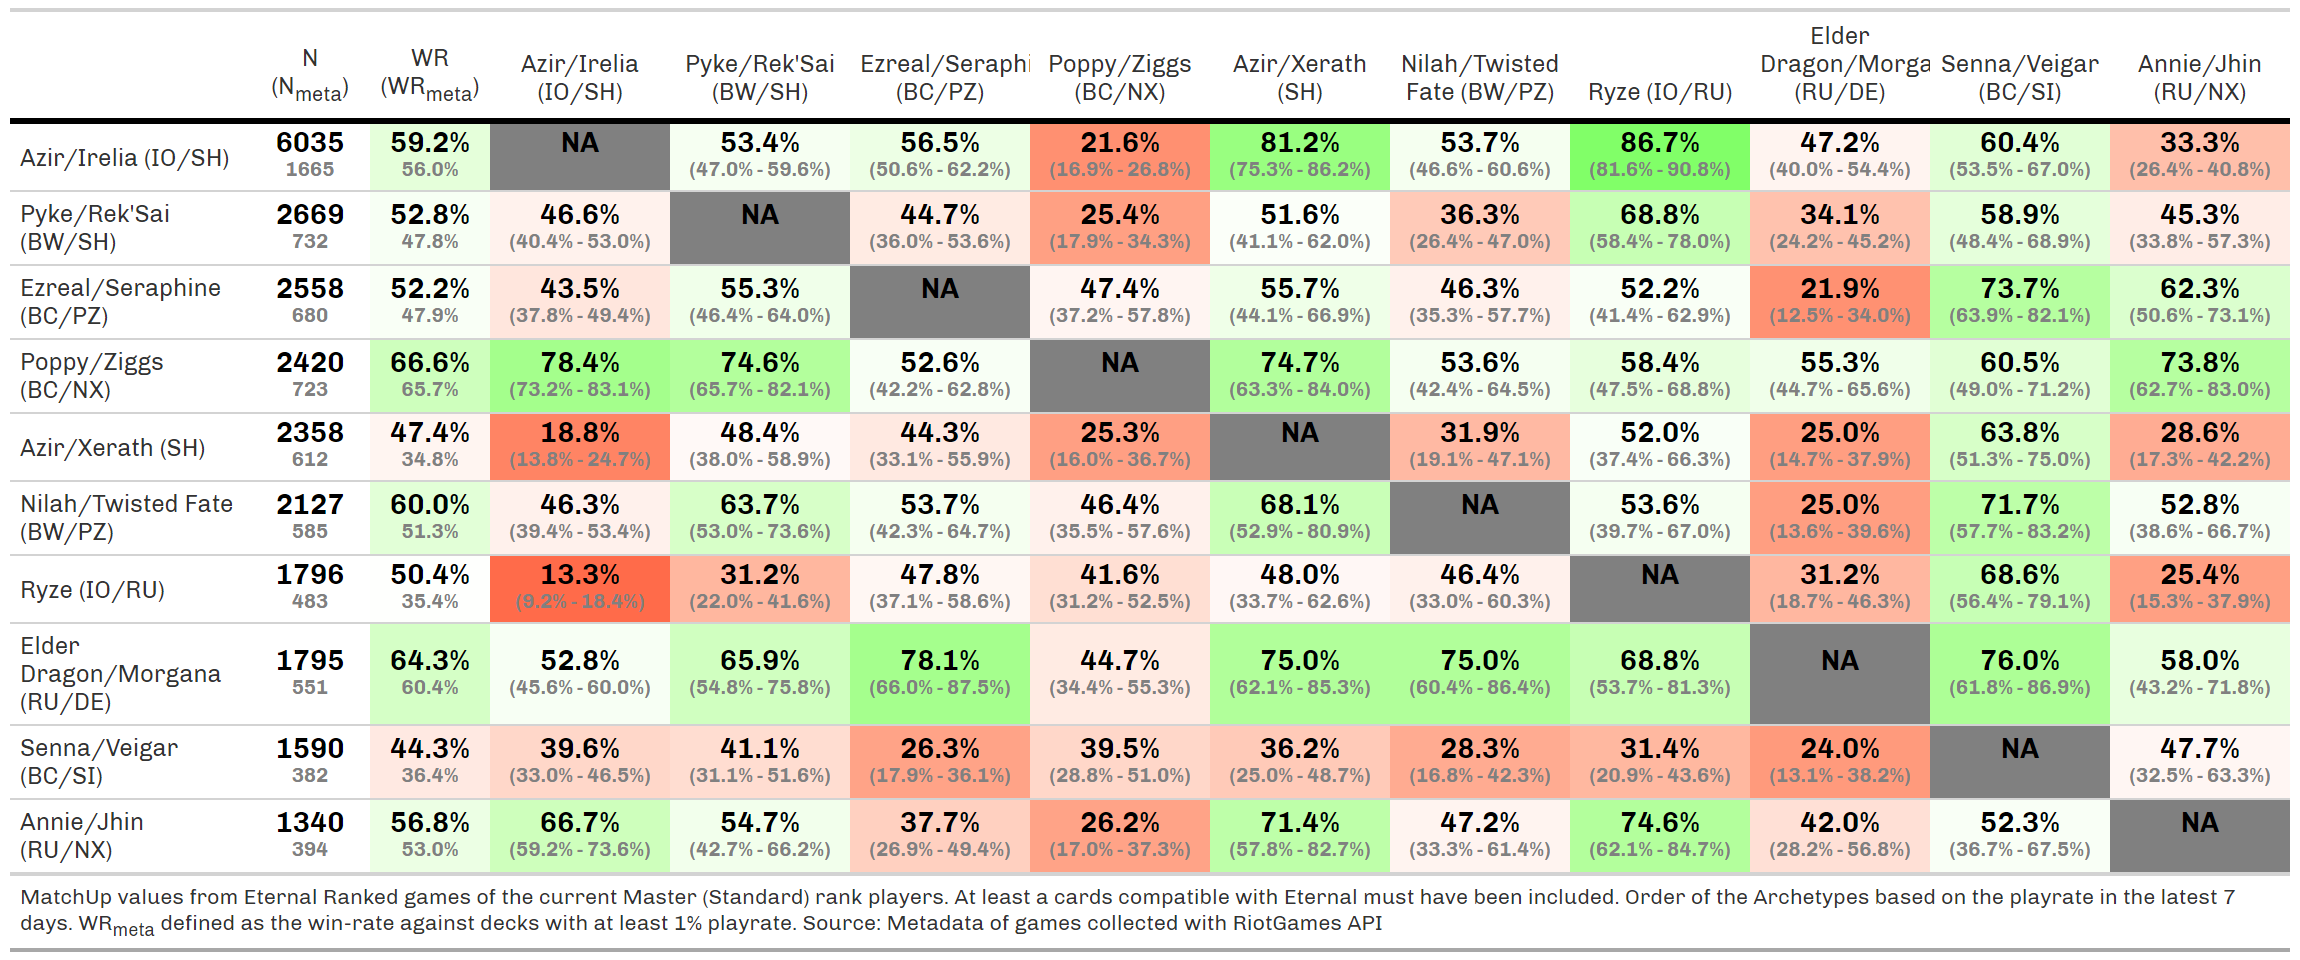 N WR Azir/Irelia Pyke/Rek'Sai Ezreal/Seraphi Poppy/Ziggs Azir/Xerath Nilah/Twisted Ryze (IO/RU) Elder Dragon/Morga Senna/Veigar Annie/Jhin
(Nmeta) (WRmeta) (IO/SH) (BW/SH) (BC/PZ) (BC/NX) (SH) Fate (BW/PZ) (RU/DE) (BC/SI) (RU/NX)
Azir/Irelia (IO/SH) 6035 59.2% NA 53.4% 56.5% 21.6% 81.2% 53.7% 86.7% 47.2% 60.4% 33.3%
1665 56.0% (47.0% - 59.6%) (50.6% - 62.2%) (16.9% - 26.8%) (75.3% - 86.2%) (46.6% - 60.6%) (81.6% - 90.8%) (40.0% - 54.4%) (53.5% - 67.0%) (26.4% - 40.8%)
Pyke/Rek'Sai 2669 52.8% 46.6% NA 44.7% 25.4% 51.6% 36.3% 68.8% 34.1% 58.9% 45.3%
(BW/SH) 732 47.8% (40.4% - 53.0%) (36.0% - 53.6%) (17.9% - 34.3%) (41.1% - 62.0%) (26.4% - 47.0%) (58.4% - 78.0%) (24.2% - 45.2%) (48.4% - 68.9%) (33.8% - 57.3%)
Ezreal/Seraphine 2558 52.2% 43.5% 55.3% NA 47.4% 55.7% 46.3% 52.2% 21.9% 73.7% 62.3%
(BC/PZ) 680 47.9% (37.8% - 49.4%) (46.4% - 64.0%) (37.2% - 57.8%) (44.1% - 66.9%) (35.3% - 57.7%) (41.4% - 62.9%) (12.5% - 34.0%) (63.9% - 82.1%) (50.6% - 73.1%)
Poppy/Ziggs 2420 66.6% 78.4% 74.6% 52.6% NA 74.7% 53.6% 58.4% 55.3% 60.5% 73.8%
(BC/NX) 723 65.7% (73.2% - 83.1%) (65.7% - 82.1%) (42.2% - 62.8%) (63.3% - 84.0%) (42.4% - 64.5%) (47.5% - 68.8%) (44.7% - 65.6%) (49.0% - 71.2%) (62.7% - 83.0%)
Azir/Xerath (SH) 2358 47.4% 18.8% 48.4% 44.3% 25.3% NA 31.9% 52.0% 25.0% 63.8% 28.6%
612 34.8% (13.8% - 24.7%) (38.0% - 58.9%) (33.1% - 55.9%) (16.0% - 36.7%) (19.1% - 47.1%) (37.4% - 66.3%) (14.7% - 37.9%) (51.3% - 75.0%) (17.3% - 42.2%)
Nilah/Twisted Fate 2127 60.0% 46.3% 63.7% 53.7% 46.4% 68.1% NA 53.6% 25.0% 71.7% 52.8%
(BW/PZ) 585 51.3% (39.4% - 53.4%) (53.0% - 73.6%) (42.3% - 64.7%) (35.5% - 57.6%) (52.9% - 80.9%) (39.7% - 67.0%) (13.6% - 39.6%) (57.7% - 83.2%) (38.6% - 66.7%)
Ryze (IO/RU) 1796 50.4% 13.3% 31.2% 47.8% 41.6% 48.0% 46.4% NA 31.2% 68.6% 25.4%
483 35.4% (9.2% - 18.4%) (22.0% - 41.6%) (37.1% - 58.6%) (31.2% - 52.5%) (33.7% - 62.6%) (33.0% - 60.3%) (18.7% - 46.3%) (56.4% - 79.1%) (15.3% - 37.9%)
Elder
Dragon/Morgana 1795 64.3% 52.8% 65.9% 78.1% 44.7% 75.0% 75.0% 68.8% NA 76.0% 58.0%
(RU/DE) 551 60.4% (45.6% - 60.0%) (54.8% - 75.8%) (66.0% - 87.5%) (34.4% - 55.3%) (62.1% - 85.3%) (60.4% - 86.4%) (53.7% - 81.3%) (61.8% - 86.9%) (43.2% - 71.8%)
Senna/Veigar 1590 44.3% 39.6% 41.1% 26.3% 39.5% 36.2% 28.3% 31.4% 24.0% NA 47.7%
(BC/SI) 382 36.4% (33.0% - 46.5%) (31.1% - 51.6%) (17.9% - 36.1%) (28.8% - 51.0%) (25.0% - 48.7%) (16.8% - 42.3%) (20.9% - 43.6%) (13.1% - 38.2%) (32.5% - 63.3%)
Annie/Jhin 1340 56.8% 66.7% 54.7% 37.7% 26.2% 71.4% 47.2% 74.6% 42.0% 52.3% NA
(RU/NX) 394 53.0% (59.2% - 73.6%) (42.7% - 66.2%) (26.9% - 49.4%) (17.0% - 37.3%) (57.8% - 82.7%) (33.3% - 61.4%) (62.1% - 84.7%) (28.2% - 56.8%) (36.7% - 67.5%)
MatchUp values from Eternal Ranked games of the current Master (Standard) rank players. At least a cards compatible with Eternal must have been included. Order of the Archetypes based on the playrate in the latest 7
days. WRmeta defined as the win-rate against decks with at least 1% playrate. Source: Metadata of games collected with RiotGames API